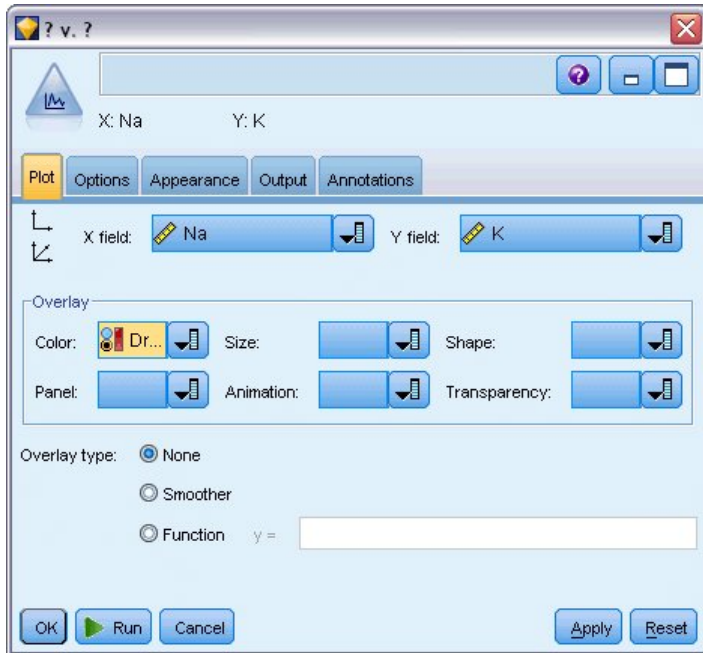 ? v. ?
X: Na Y: K
Plot Options Appearance Output Annotations
X field: Na Y field: K
Overlay
Color: Dr... Size: Shape:
Panel: Animation: Transparency:
Overlay type: None
Smoother
Function y =
OK Run Cancel Apply Reset